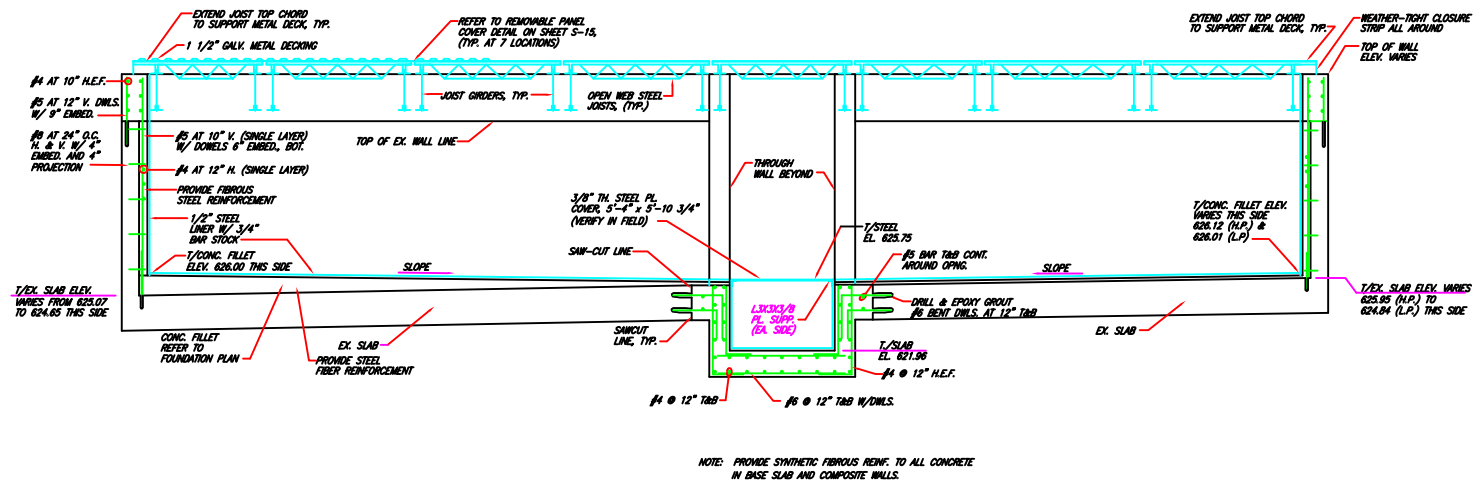 EXTEND JOIST TOP CHORD
TO SUPPORT METAL DECK, TYP.
1 1/2" GALV. METAL DECKING
REFER TO REMOVABLE PANEL
COVER DETAIL ON SHEET S-15,
(TYP. AT 7 LOCATIONS)
EXTEND JOIST TOP CHORD
TO SUPPORT METAL DECK, TYP.
WEATHER-TIGHT CLOSURE
STRIP ALL AROUND
TOP OF WALL
ELEV. VARIES
#4 AT 10" H.E.F.
#5 AT 12" V. DWLS.
W/ 9" EMBED.
#8 AT 24" O.C.
H. & V. W/ 4"
EMBED. AND 4"
PROJECTION
JOIST GIRDERS, TYP.
OPEN WEB STEEL
JOISTS, (TYP.)
#5 AT 10" V. (SINGLE LAYER)
W/ DOWELS 6" EMBED., BOT.
TOP OF EX. WALL LINE
#4 AT 12" H. (SINGLE LAYER)
THROUGH
WALL BEYOND
PROVIDE FIBROUS
STEEL REINFORCEMENT
1/2" STEEL
LINER W/ 3/4"
BAR STOCK
3/8" TH. STEEL PL.
COVER, 5'-4" x 5'-10 3/4"
(VERIFY IN FIELD)
T/STEEL
EL. 625.75
T/CONC. FILLET ELEV.
VARIES THIS SIDE
626.12 (H.P.) &
626.01 (L.P.)
T/CONC. FILLET
ELEV. 626.00 THIS SIDE
SAW-CUT LINE
#5 BAR T&B CONT.
AROUND OPNG.
SLOPE
SLOPE
T/EX. SLAB ELEV.
VARIES FROM 625.07
TO 624.65 THIS SIDE
T/EX. SLAB ELEV. VARIES
625.95 (H.P.) TO
624.84 (L.P.) THIS SIDE
L3X3X3/8
PL. SUPP.
(EA. SIDE)
DRILL & EPOXY GROUT
#6 BENT DWLS. AT 12" T&B
CONC. FILLET
REFER TO
FOUNDATION PLAN
EX. SLAB
SAWCUT
LINE, TYP.
EX. SLAB
PROVIDE STEEL
FIBER REINFORCEMENT
T./SLAB
EL. 621.96
#4 @ 12" H.E.F.
#4 @ 12" T&B
#6 @ 12" T&B W/DWLS.
NOTE: PROVIDE SYNTHETIC FIBROUS REINF. TO ALL CONCRETE
IN BASE SLAB AND COMPOSITE WALLS.